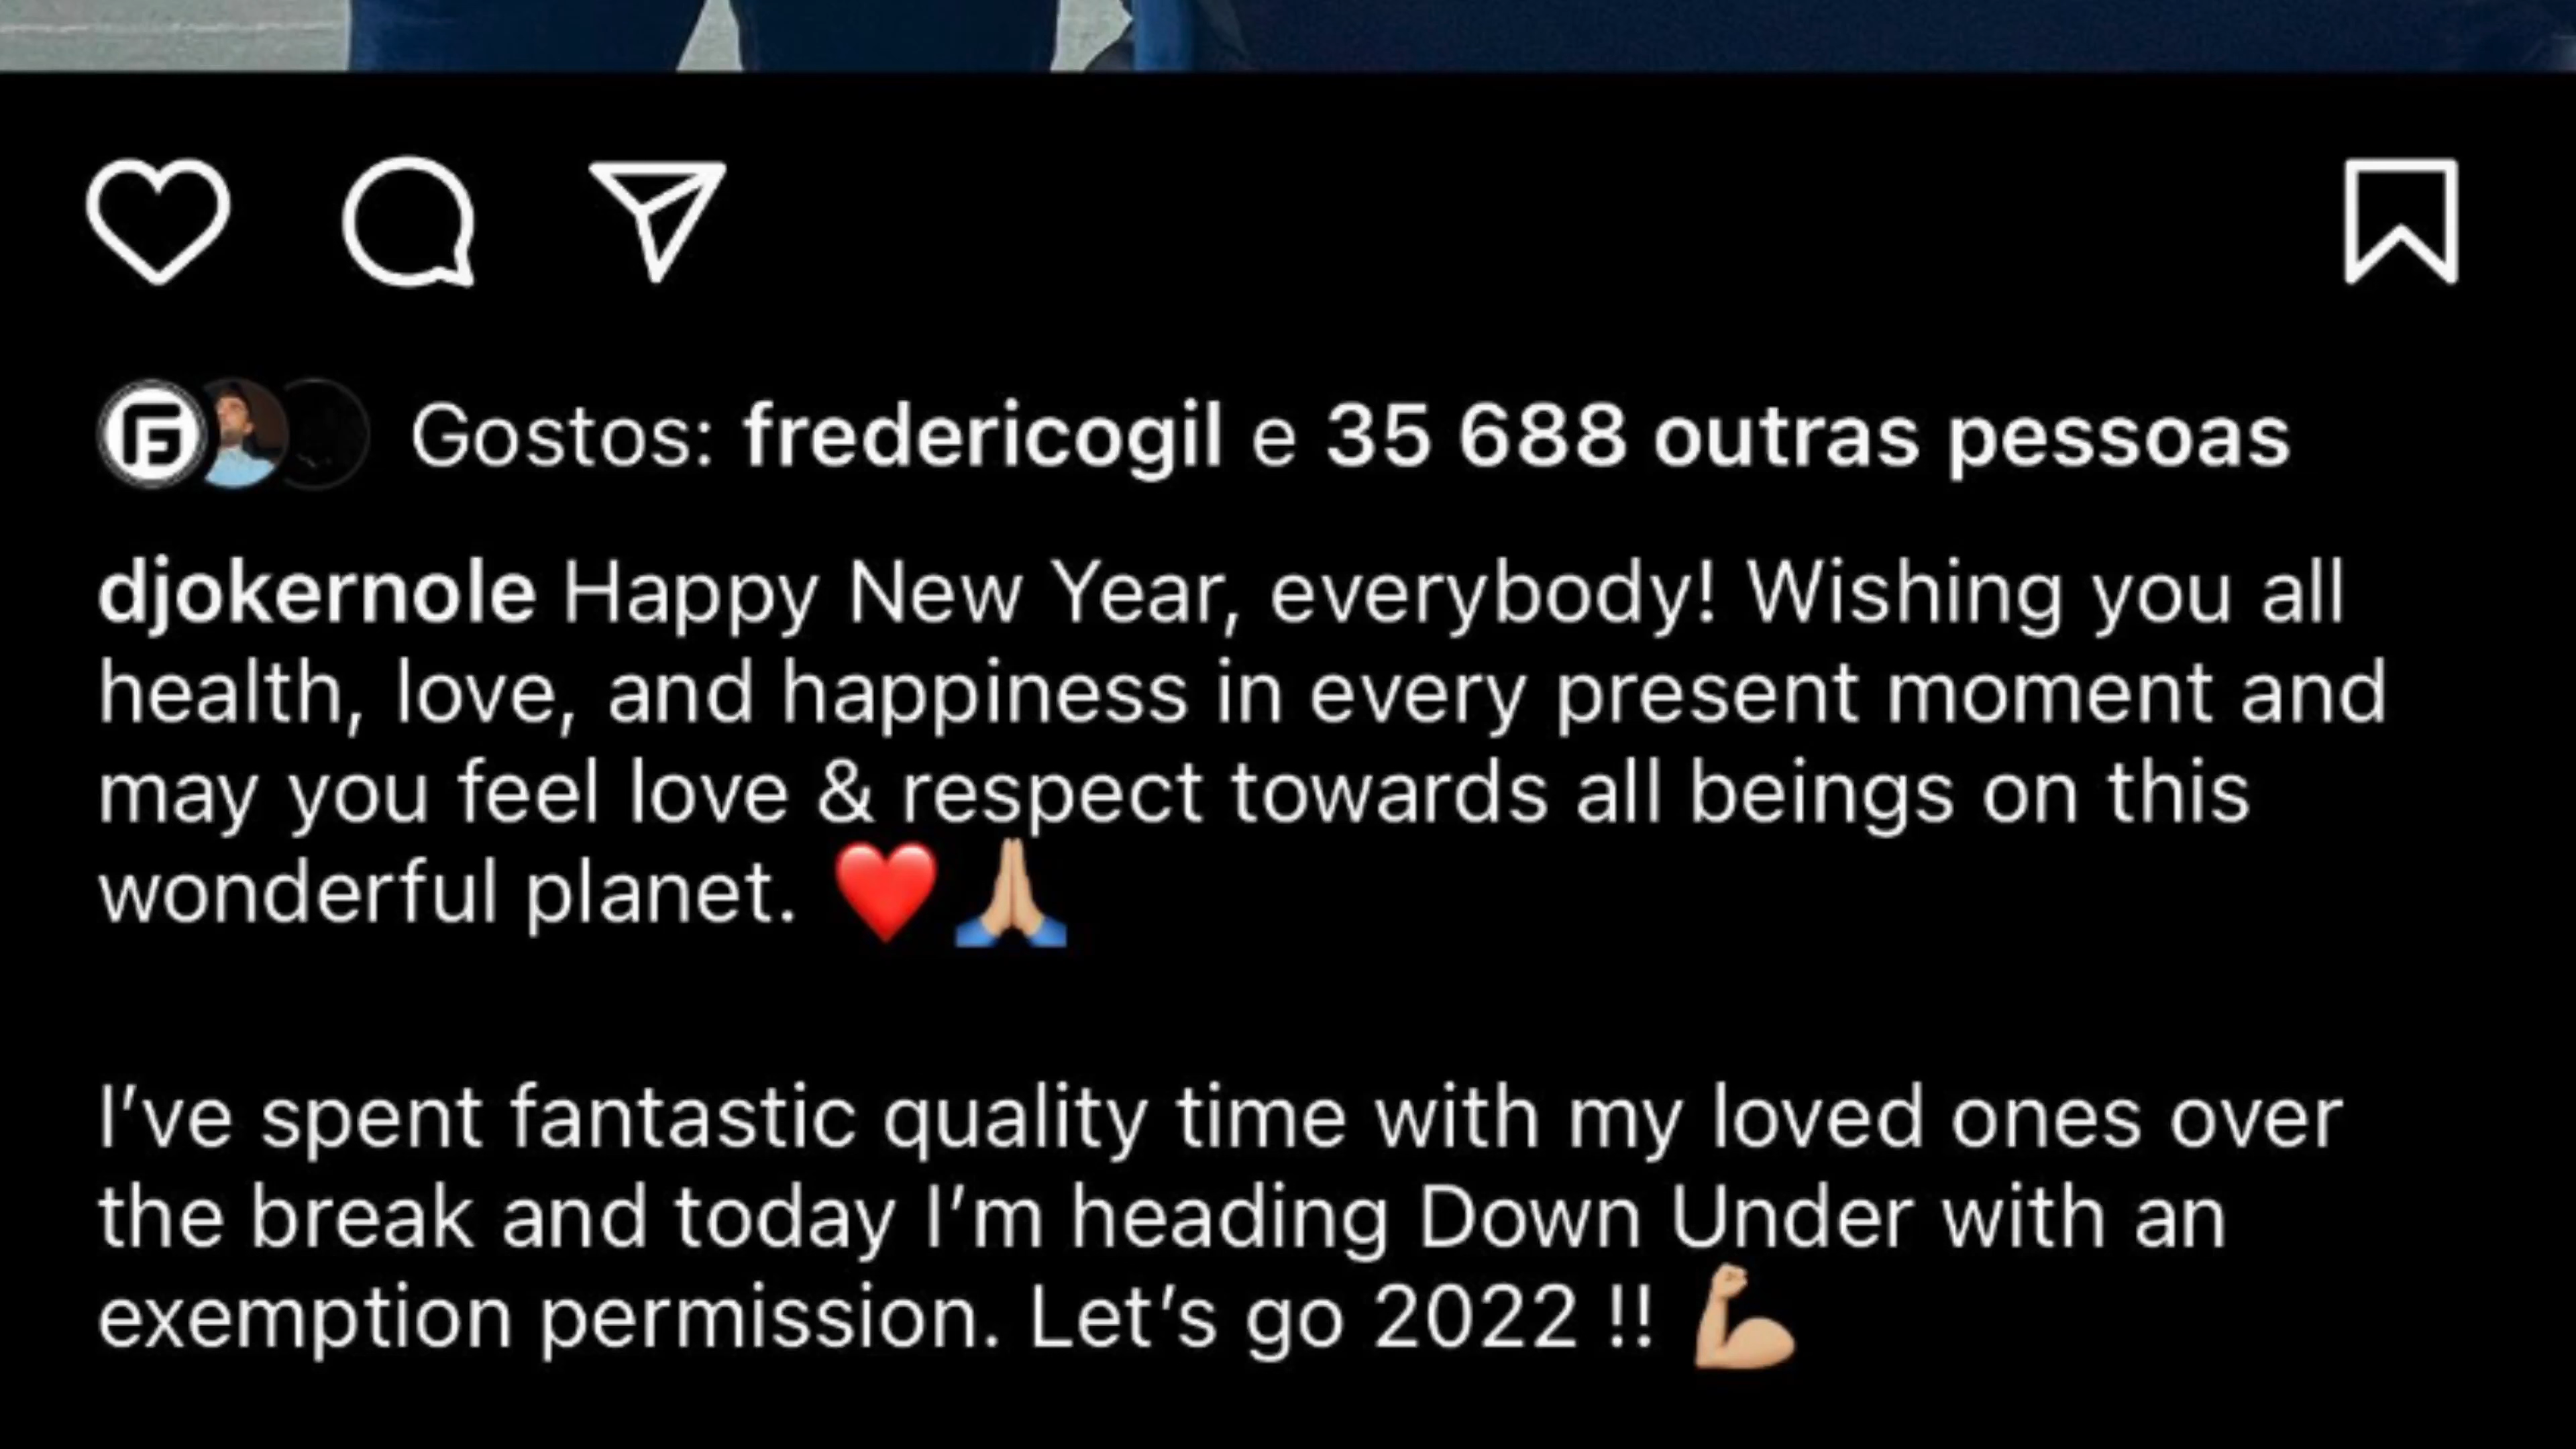 Gostos: fredericogil e 35 688 outras pessoas
djokernole Happy New Year, everybody! Wishing you all
health, love, and happiness in every present moment and
may you feel love & respect towards all beings on this
wonderful planet. ❤️🙏🏼
I’ve spent fantastic quality time with my loved ones over
the break and today I’m heading Down Under with an
exemption permission. Let’s go 2022 !! 💪🏼